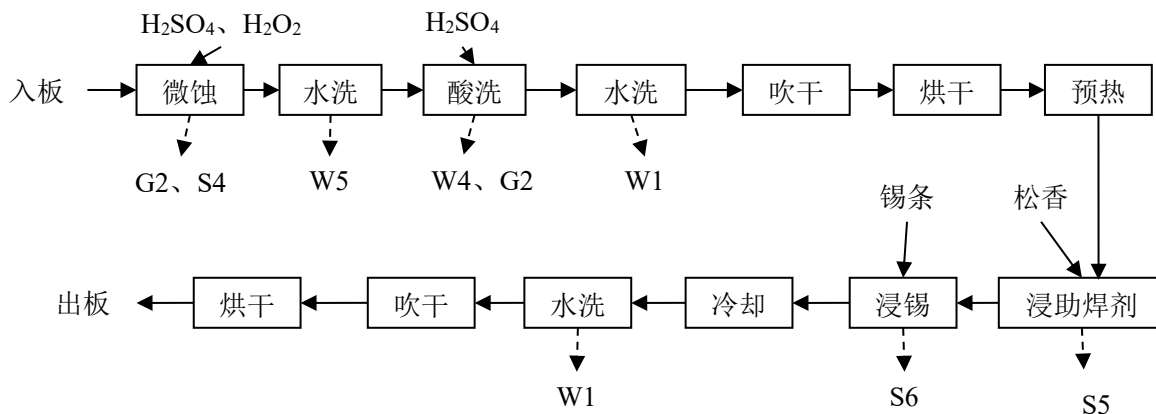 H₂SO₄、H₂O₂ H₂SO₄
入板 微蚀 水洗 酸洗 水洗 吹干 烘干 预热
G2、S4 W5 W4、G2 W1
锡条 松香
出板 烘干 吹干 水洗 冷却 浸锡 浸助焊剂
W1 S6 S5